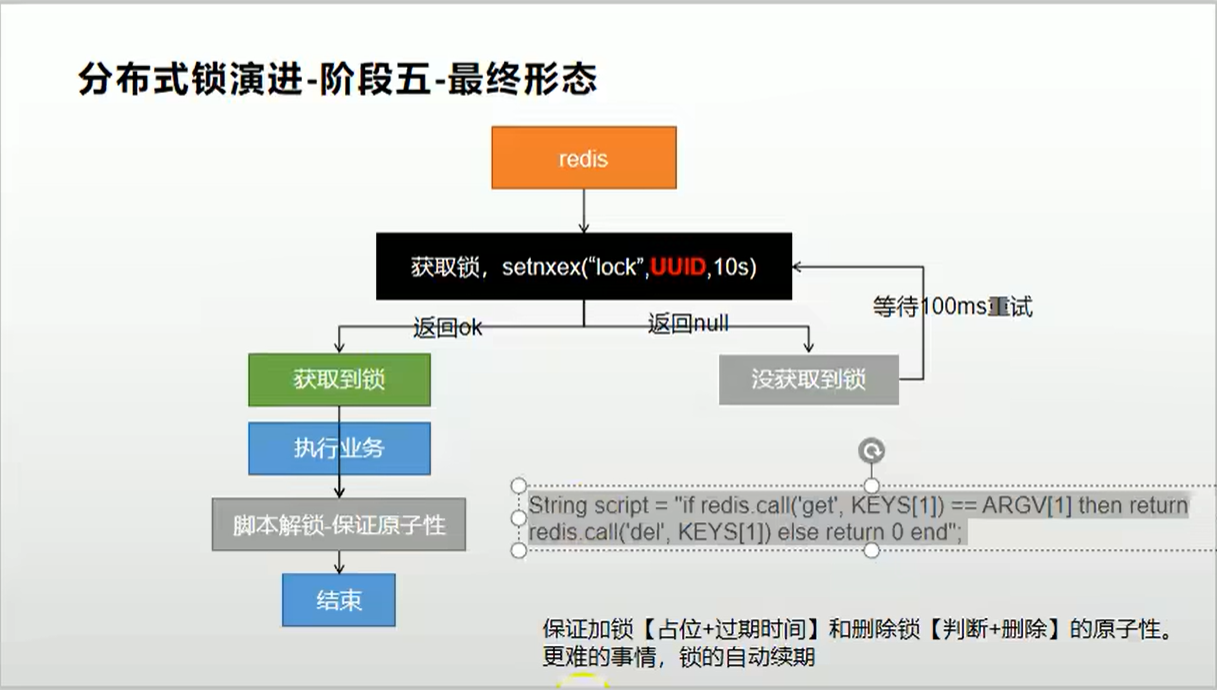 分布式锁演进-阶段五-最终形态
redis
获取锁，setnxex(“lock”,UUID,10s)
等待100ms重试
返回ok
返回null
获取到锁
没获取到锁
执行业务
String script = "if redis.call('get', KEYS[1]) == ARGV[1] then return
redis.call('del', KEYS[1]) else return 0 end";
脚本解锁-保证原子性
结束
保证加锁【占位+过期时间】和删除锁【判断+删除】的原子性。
更难的事情，锁的自动续期